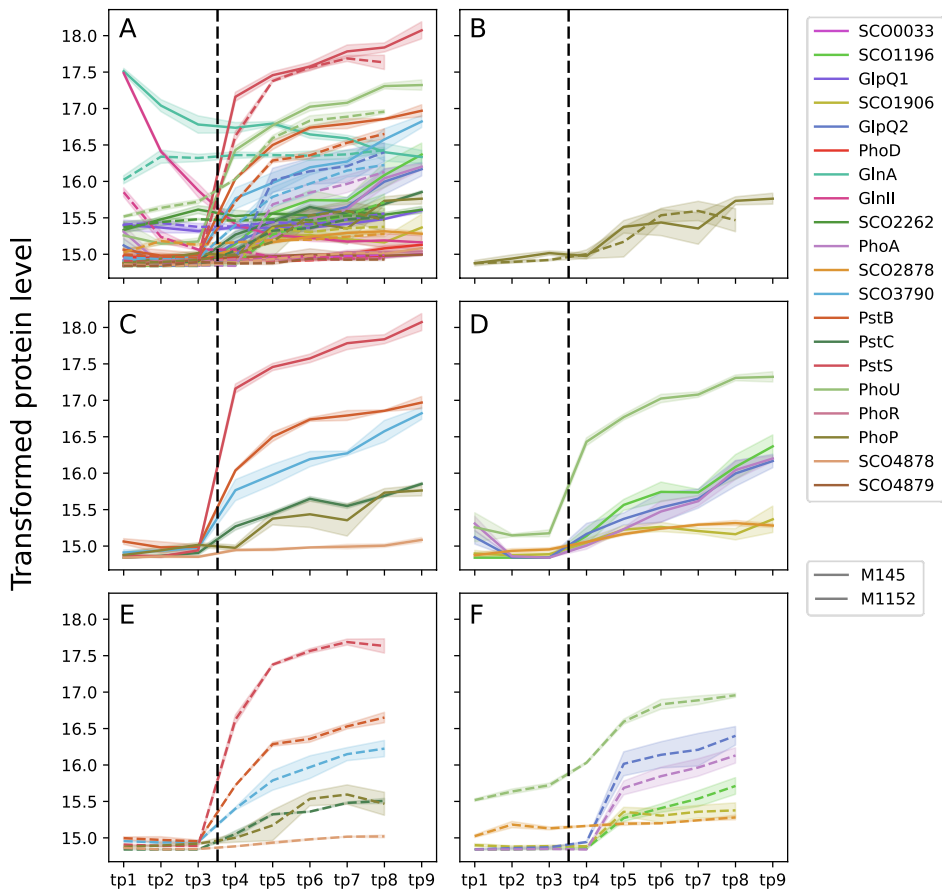 Transformed protein level
A
18.0
17.5
17.0
16.5
16.0
15.5
15.0
B
C
18.0
17.5
17.0
16.5
16.0
15.5
15.0
D
E
18.0
17.5
17.0
16.5
16.0
15.5
15.0
tp1 tp2 tp3 tp4 tp5 tp6 tp7 tp8 tp9
F
tp1 tp2 tp3 tp4 tp5 tp6 tp7 tp8 tp9
SCO0033
SCO1196
GlpQ1
SCO1906
GlpQ2
PhoD
GlnA
GlnII
SCO2262
PhoA
SCO2878
SCO3790
PstB
PstC
PstS
PhoU
PhoR
PhoP
SCO4878
SCO4879
M145
M1152